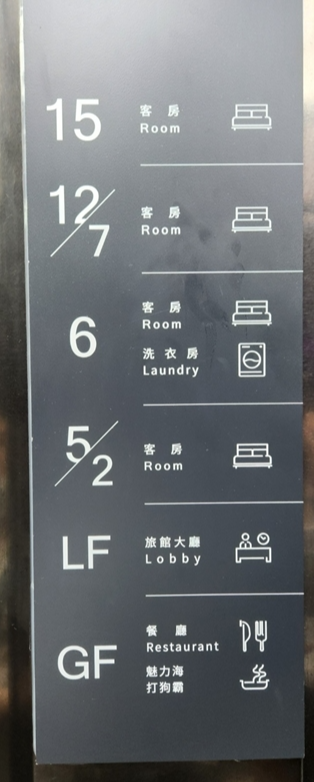 15
客房
Room
12/7
客房
Room
6
客房
Room
洗衣房
Laundry
5/2
客房
Room
LF
旅館大廳
Lobby
GF
餐廳
Restaurant
魅力海
打狗霸